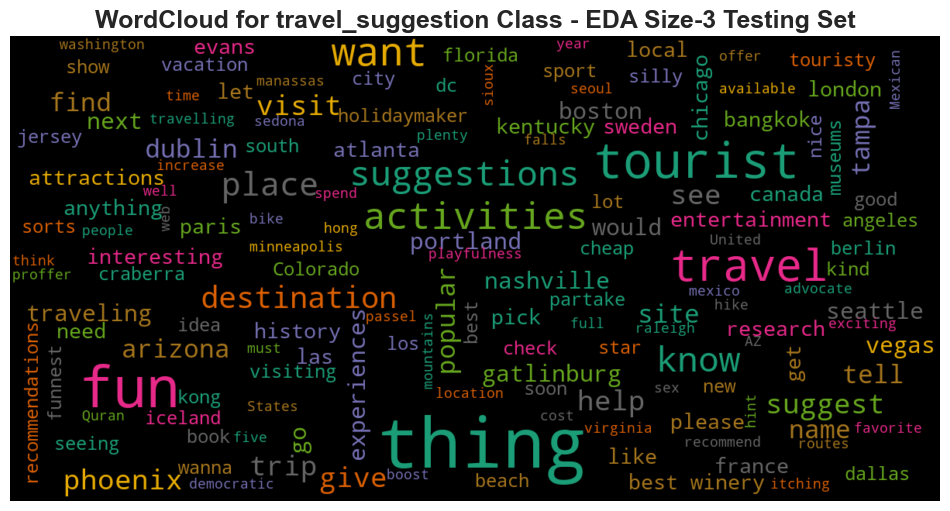 WordCloud for travel_suggestion Class - EDA Size-3 Testing Set
washington
evans
want
year
local
offer
touristy
Mexican
show
vacation
florida
manassas
city
dc
sioux
sport
seoul
silly
chicago
available
london
find
time
let
visit
holidaymaker
boston
next
travelling
sedona
kentucky
sweden
bangkok
nice
museums
tampa
jersey
dublin
south
atlanta
plenty
falls
tourist
attractions
increase
well
place
spend
suggestions
see
canada
good
anything
people
web
bike
hong
activities
lot
would
entertainment
angeles
sorts
paris
minneapolis
portland
playfulness
cheap
United
berlin
think
proffer
interesting
craberra
Colorado
nashville
travel
kind
destination
popular
partake
mexico
advocate
traveling
idea
history
experiences
passel
best
pick
full
site
raleigh
hike
seattle
need
recommendations
arizona
las
los
mountains
check
star
research
AZ
exciting
vegas
funnest
must
visiting
gatlinburg
know
get
tell
fun
kong
States
location
soon
sex
new
suggest
Quran
iceland
thing
help
hint
name
favorite
seeing
book
five
go
cost
virginia
please
recommend
routes
phoenix
wanna
trip
give
boost
like
france
dallas
democratic
beach
best winery
itching